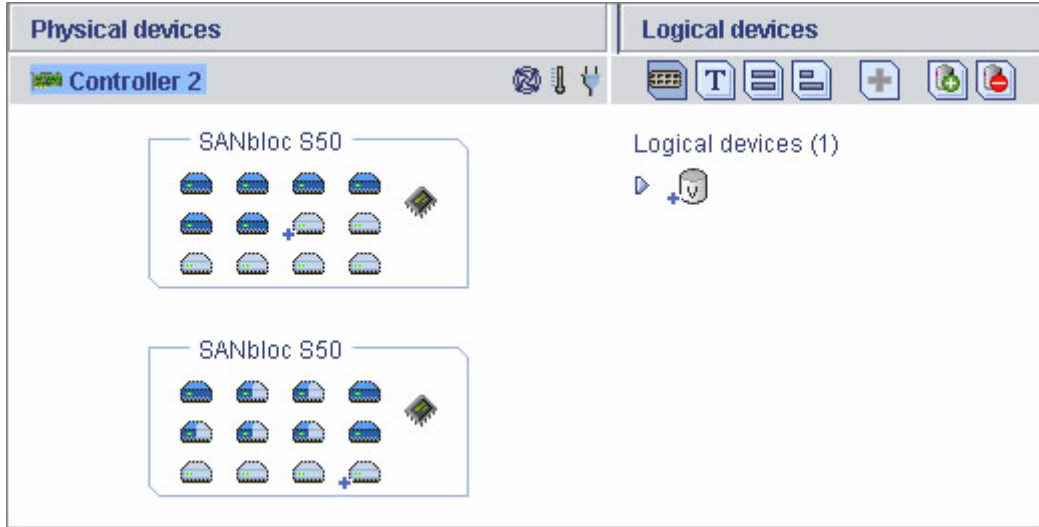 Physical devices
Logical devices
Controller 2
T
SANbloc S50
Logical devices (1)
V
SANbloc S50